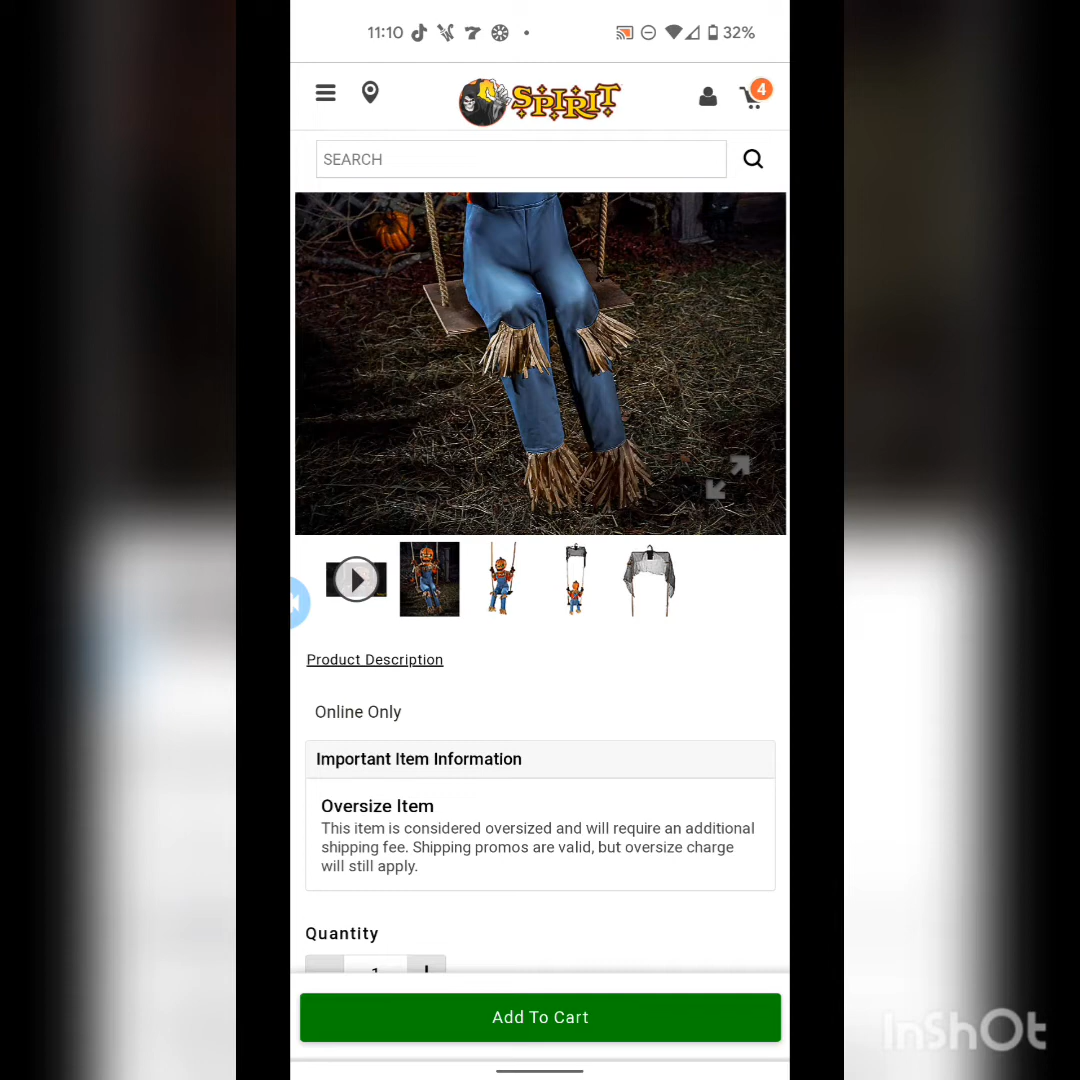 11:10
32%
SPIRIT
4
SEARCH
Product Description
Online Only
Important Item Information
Oversize Item
This item is considered oversized and will require an additional
shipping fee. Shipping promos are valid, but oversize charge
will still apply.
Quantity
1
Add To Cart
InShOt